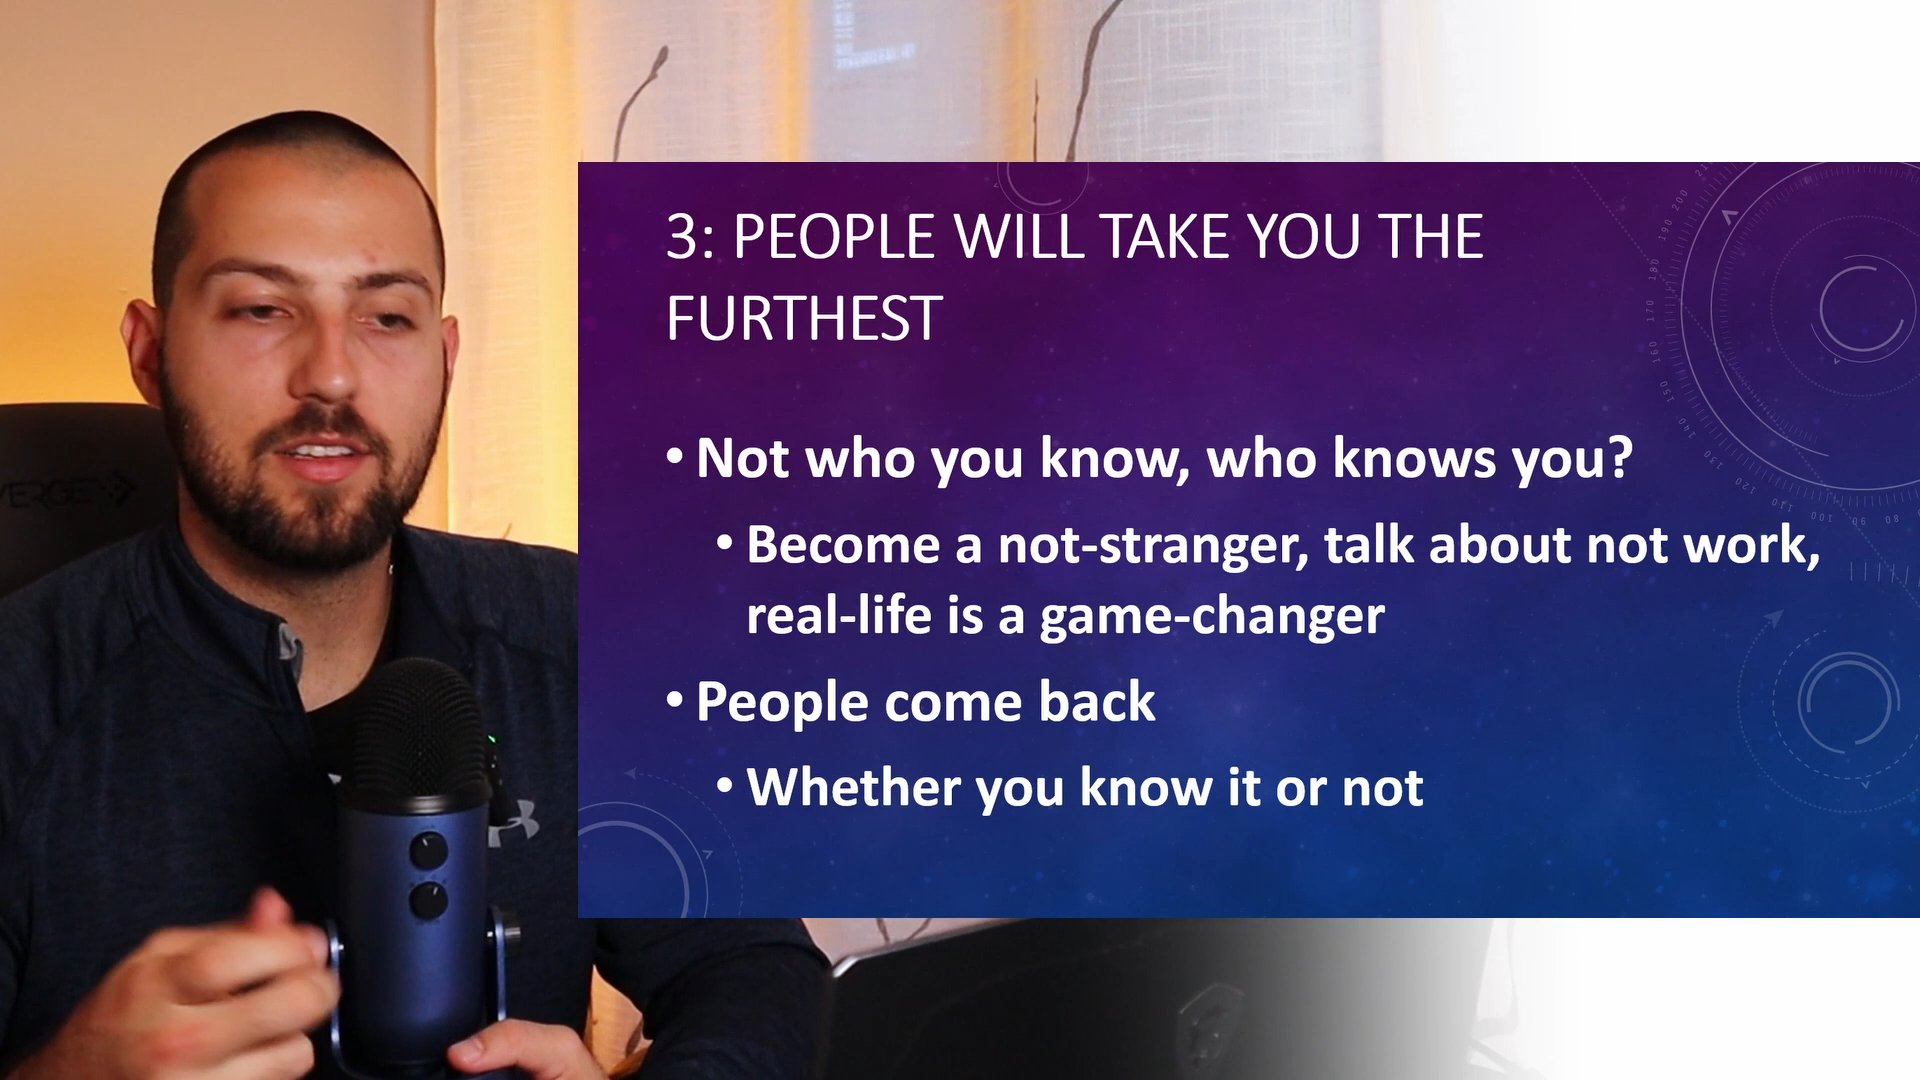 3: PEOPLE WILL TAKE YOU THE
FURTHEST
• Not who you know, who knows you?
• Become a not-stranger, talk about not work,
real-life is a game-changer
• People come back
• Whether you know it or not